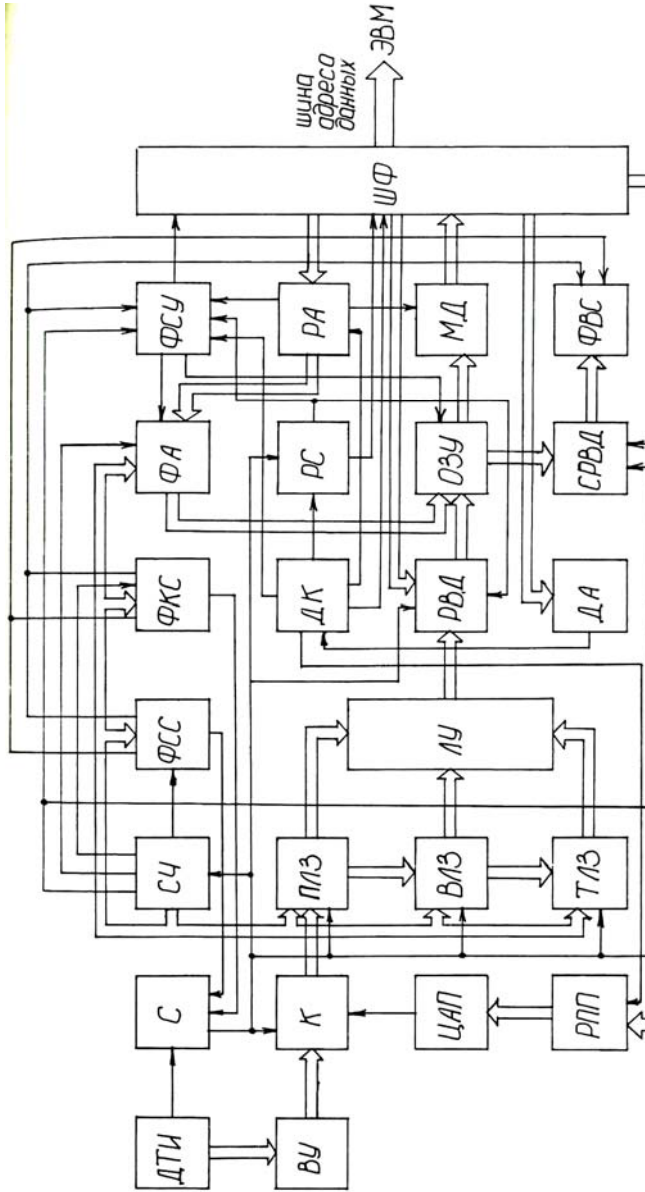 ДТИ
С
СЧ
ФСС
ФКС
ФА
ФСУ
ВУ
К
ПЛЗ
ДК
РС
РА
ШФ
шина
адреса
данных
ЭВМ
ЦАП
ВЛЗ
ЛУ
РВД
ОЗУ
МД
РПП
ТЛЗ
ДА
СРВД
ФВС